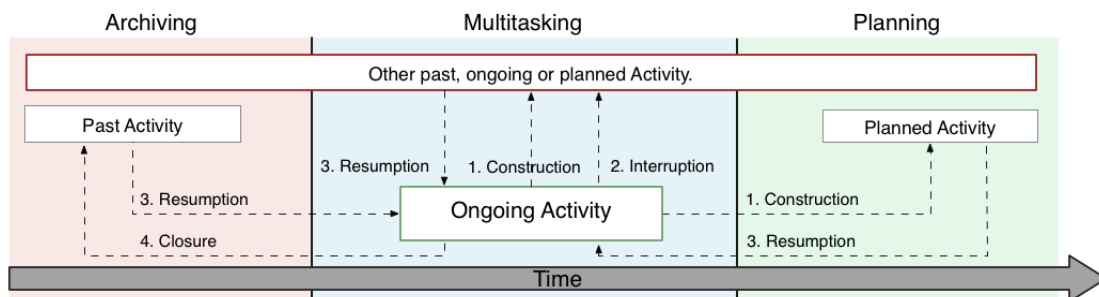 Archiving
Multitasking
Planning
Other past, ongoing or planned Activity.
Past Activity
Planned Activity
3. Resumption
1. Construction
2. Interruption
3. Resumption
Ongoing Activity
1. Construction
4. Closure
3. Resumption
Time